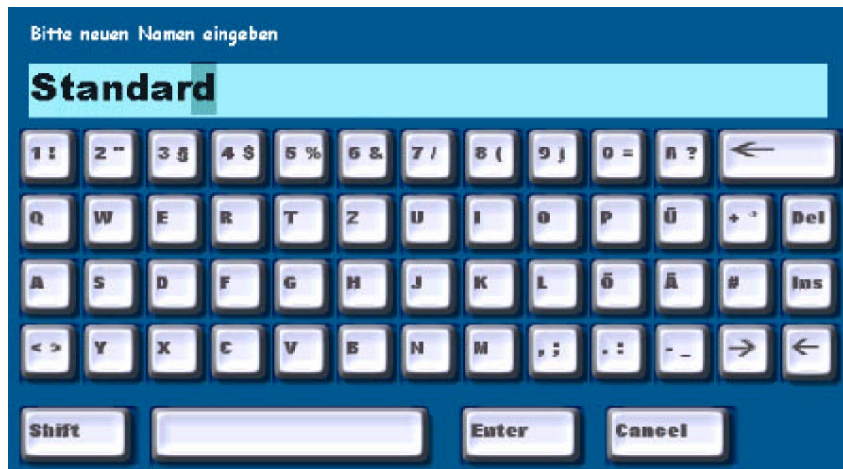 Bitte neuen Namen eingeben
Standard
1 ! 2 " 3 § 4 $ 5 % 6 & 7 / 8 ( 9 ) 0 = ß ? ←
Q W E R T Z U I O P Ü + * Del
A S D F G H J K L Ö Ä # Ins
< > Y X C V B N M , ; . : - _ → ←
Shift Enter Cancel